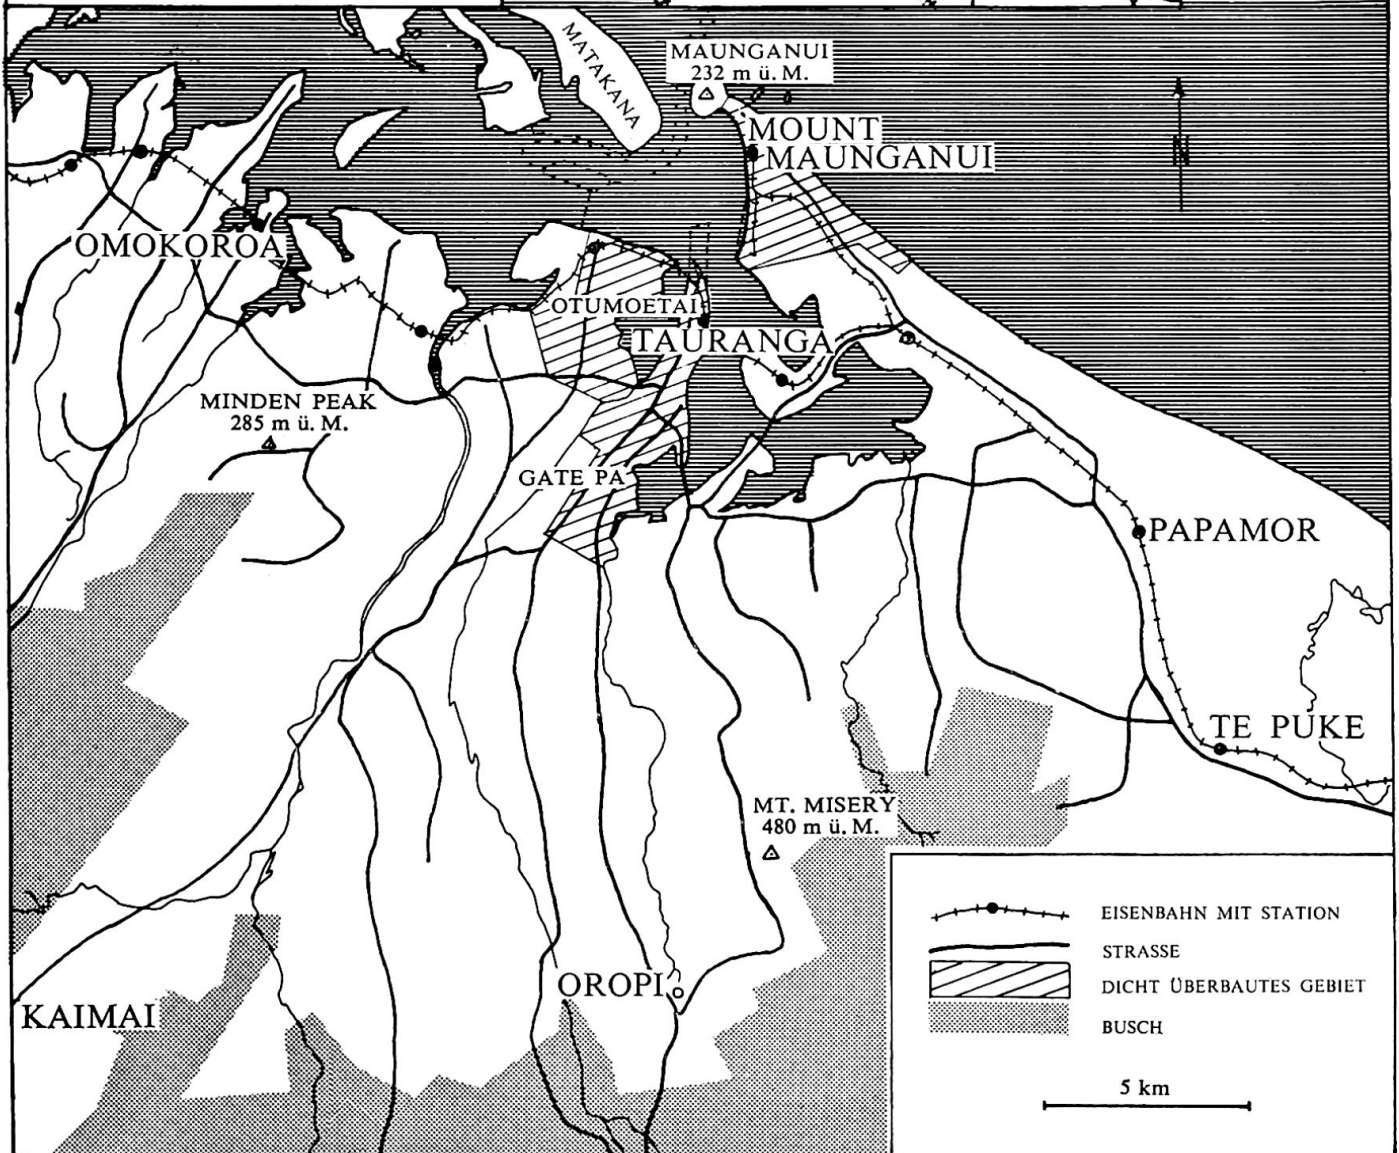 MATAKANA
MAUNGANUI
232 m ü. M.
MOUNT
MAUNGANUI
N
OMOKOROA
OTUMOETAI
TAURANGA
MINDEN PEAK
285 m ü. M.
GATE PA
PAPAMOR
TE PUKE
MT. MISERY
480 m ü. M.
OROPI
KAIMAI
EISENBAHN MIT STATION
STRASSE
DICHT ÜBERBAUTES GEBIET
BUSCH
5 km